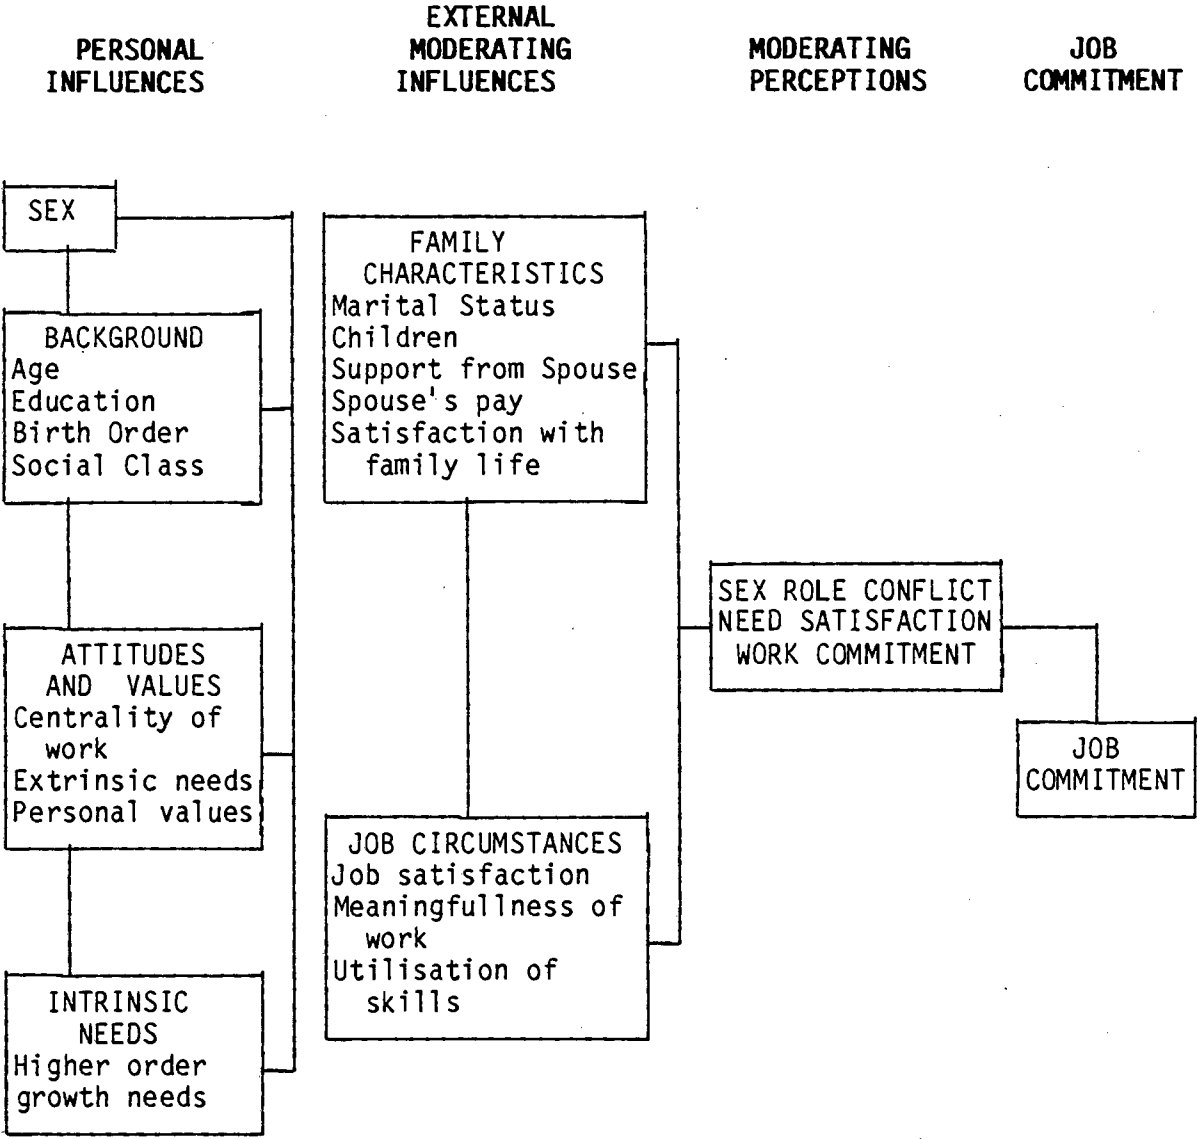 PERSONAL
INFLUENCES
EXTERNAL
MODERATING
INFLUENCES
MODERATING
PERCEPTIONS
JOB
COMMITMENT
SEX
BACKGROUND
Age
Education
Birth Order
Social Class
ATTITUDES
AND VALUES
Centrality of
work
Extrinsic needs
Personal values
INTRINSIC
NEEDS
Higher order
growth needs
FAMILY
CHARACTERISTICS
Marital Status
Children
Support from Spouse
Spouse's pay
Satisfaction with
family life
JOB CIRCUMSTANCES
Job satisfaction
Meaningfullness of
work
Utilisation of
skills
SEX ROLE CONFLICT
NEED SATISFACTION
WORK COMMITMENT
JOB
COMMITMENT